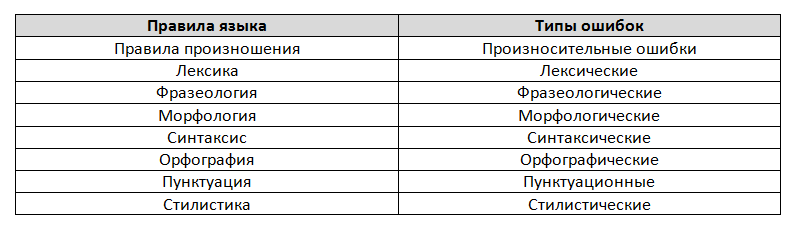 Правила языка Типы ошибок
Правила произношения Произносительные ошибки
Лексика Лексические
Фразеология Фразеологические
Морфология Морфологические
Синтаксис Синтаксические
Орфография Орфографические
Пунктуация Пунктуационные
Стилистика Стилистические